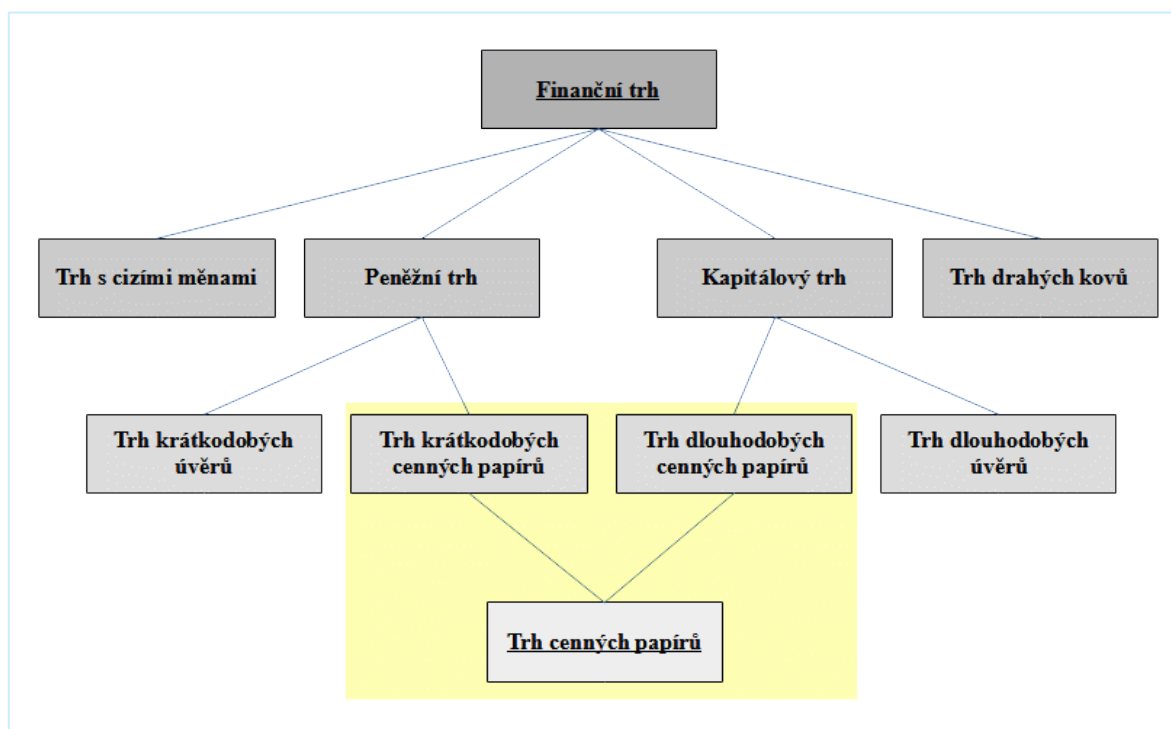 Finanční trh
Trh s cizími měnami
Peněžní trh
Kapitálový trh
Trh drahých kovů
Trh krátkodobých
úvěrů
Trh krátkodobých
cenných papírů
Trh dlouhodobých
cenných papírů
Trh dlouhodobých
úvěrů
Trh cenných papírů